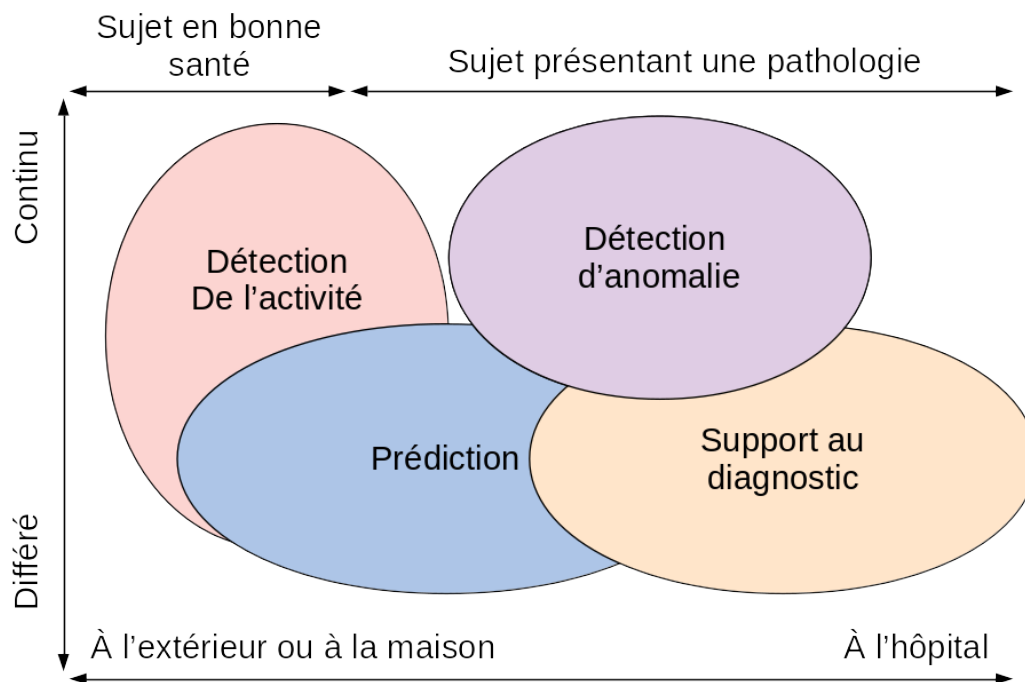 Sujet en bonne
santé
Sujet présentant une pathologie
Continu
Détection
d'anomalie
Détection
De l'activité
Prédiction
Support au
diagnostic
Différé
À l'extérieur ou à la maison
À l'hôpital